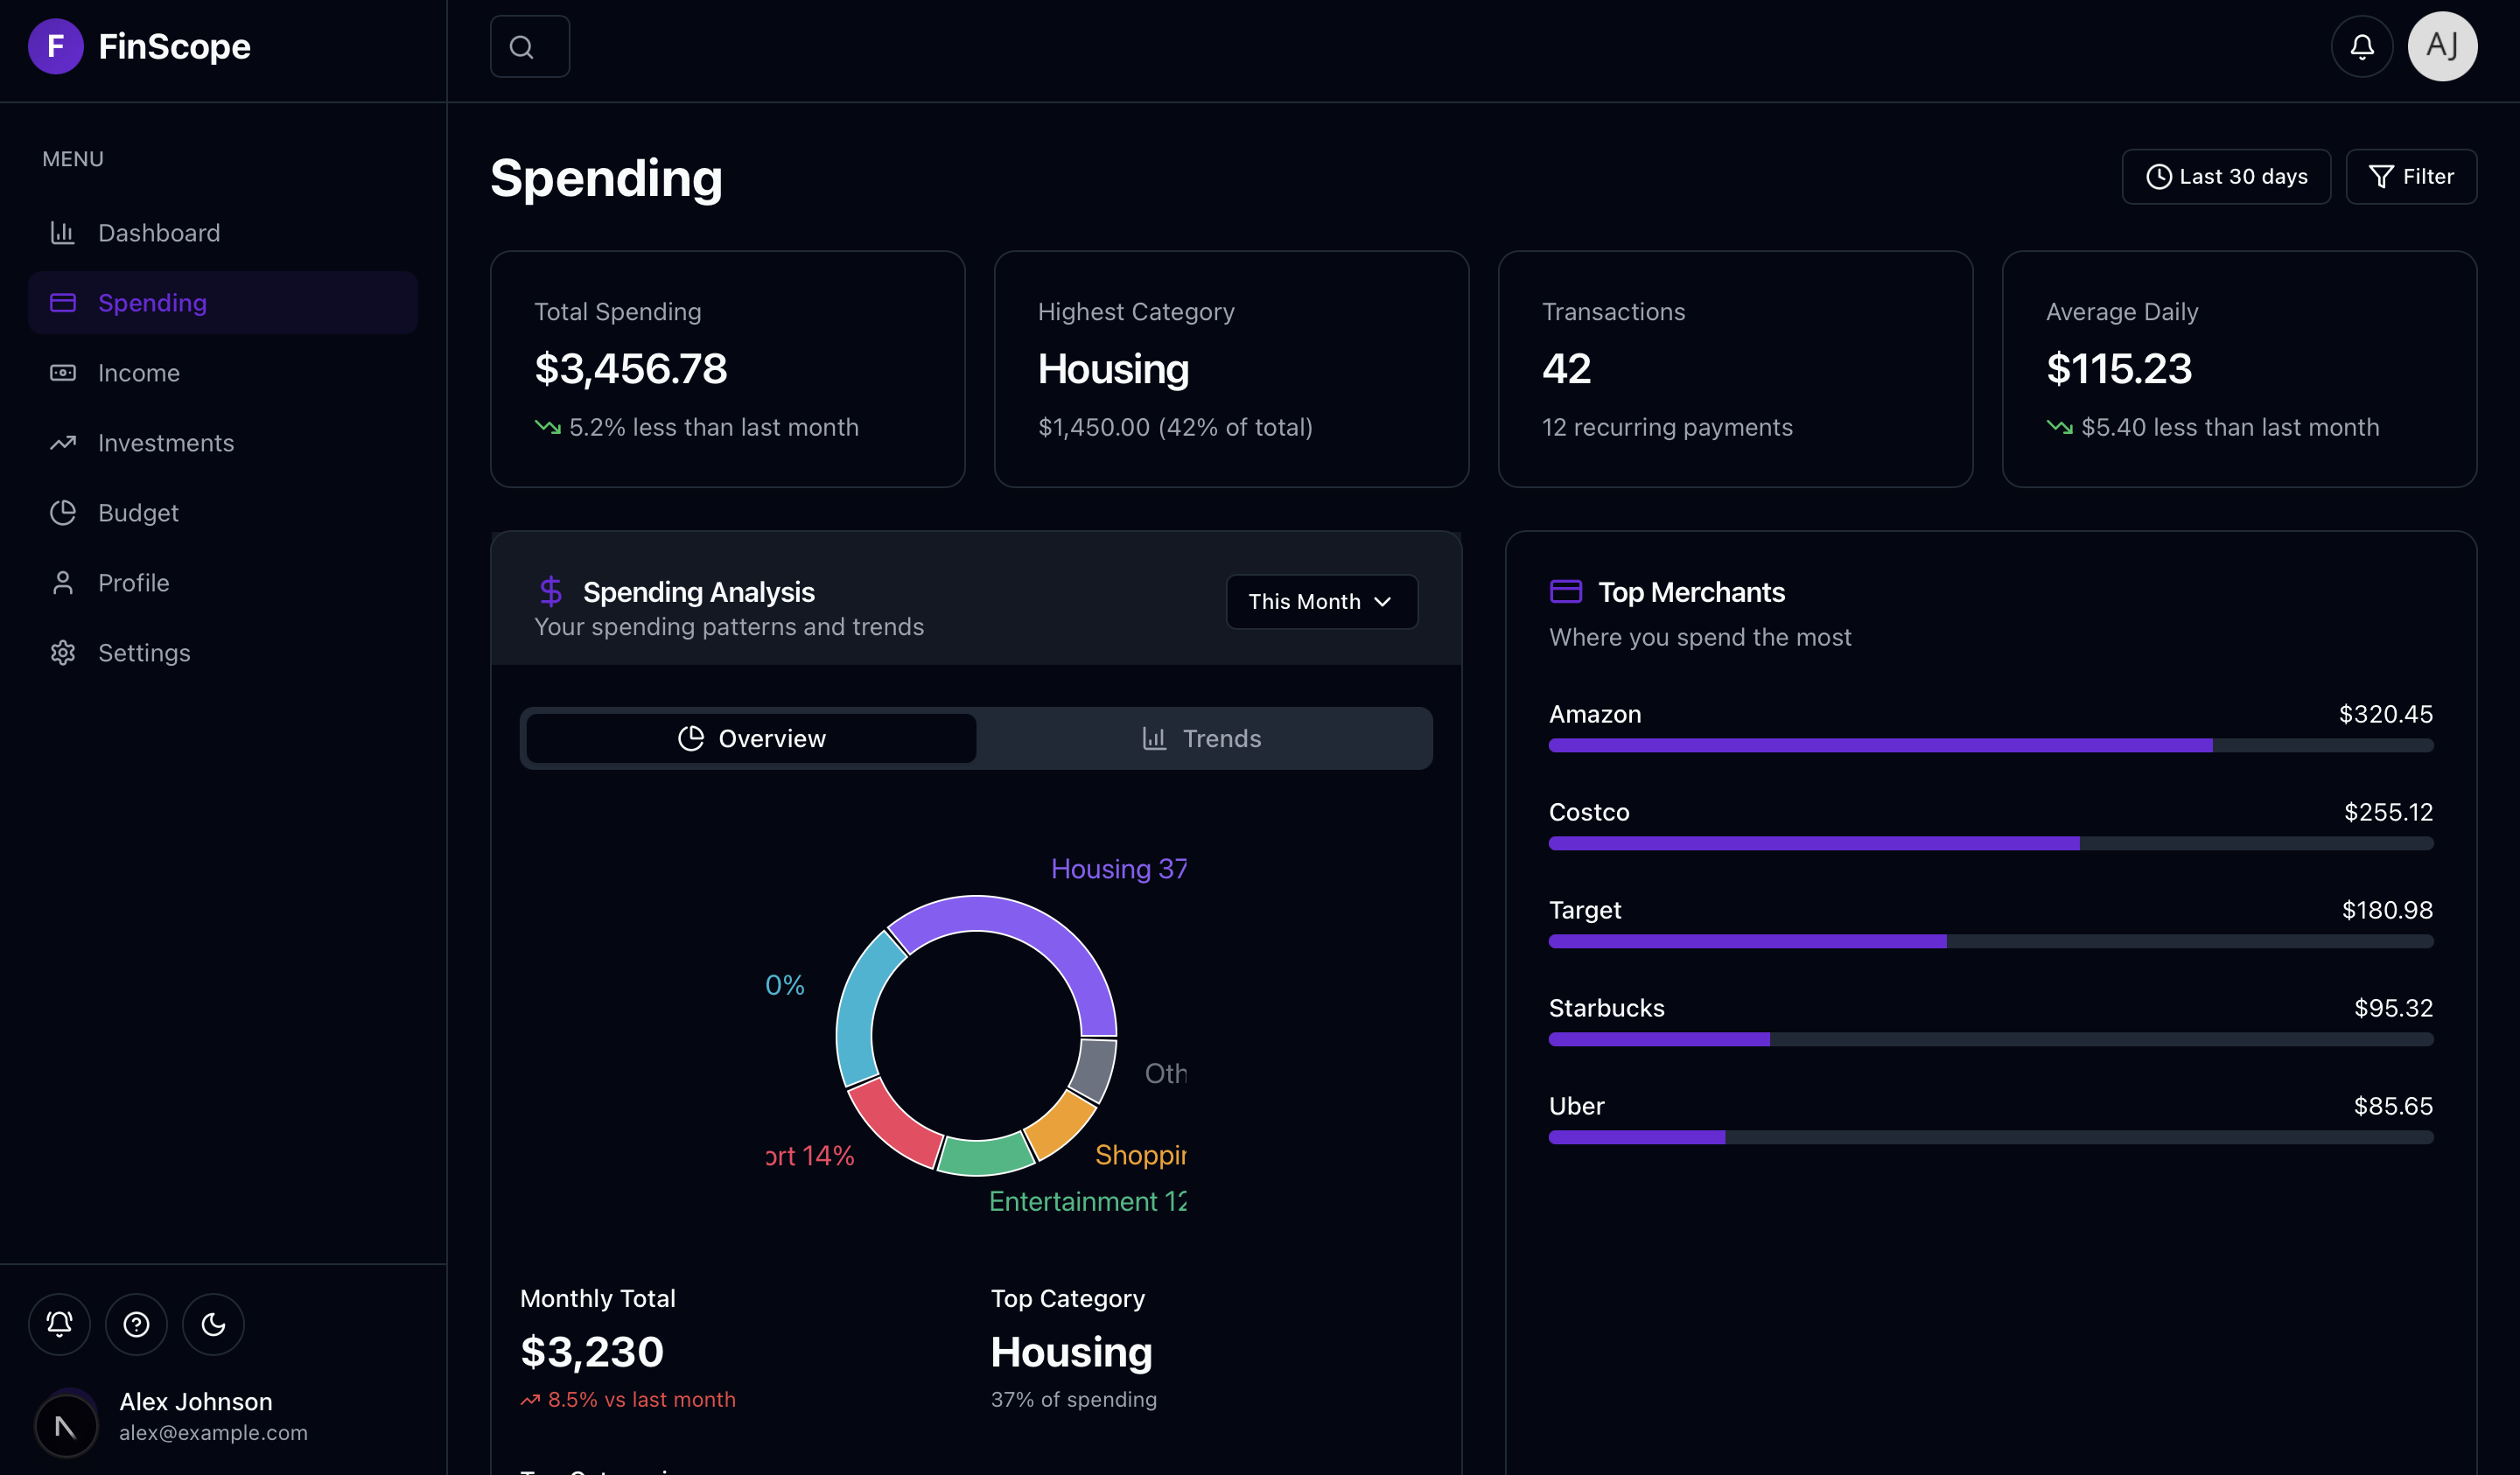 F FinScope
AJ
MENU
Dashboard
Spending
Income
Investments
Budget
Profile
Settings
Alex Johnson
alex@example.com
Spending
Last 30 days
Filter
Total Spending
$3,456.78
5.2% less than last month
Highest Category
Housing
$1,450.00 (42% of total)
Transactions
42
12 recurring payments
Average Daily
$115.23
$5.40 less than last month
Spending Analysis
Your spending patterns and trends
This Month
Overview
Trends
Housing 37
0%
Oth
ort 14%
Shoppin
Entertainment 12
Monthly Total
$3,230
8.5% vs last month
Top Category
Housing
37% of spending
Top Merchants
Where you spend the most
Amazon $320.45
Costco $255.12
Target $180.98
Starbucks $95.32
Uber $85.65